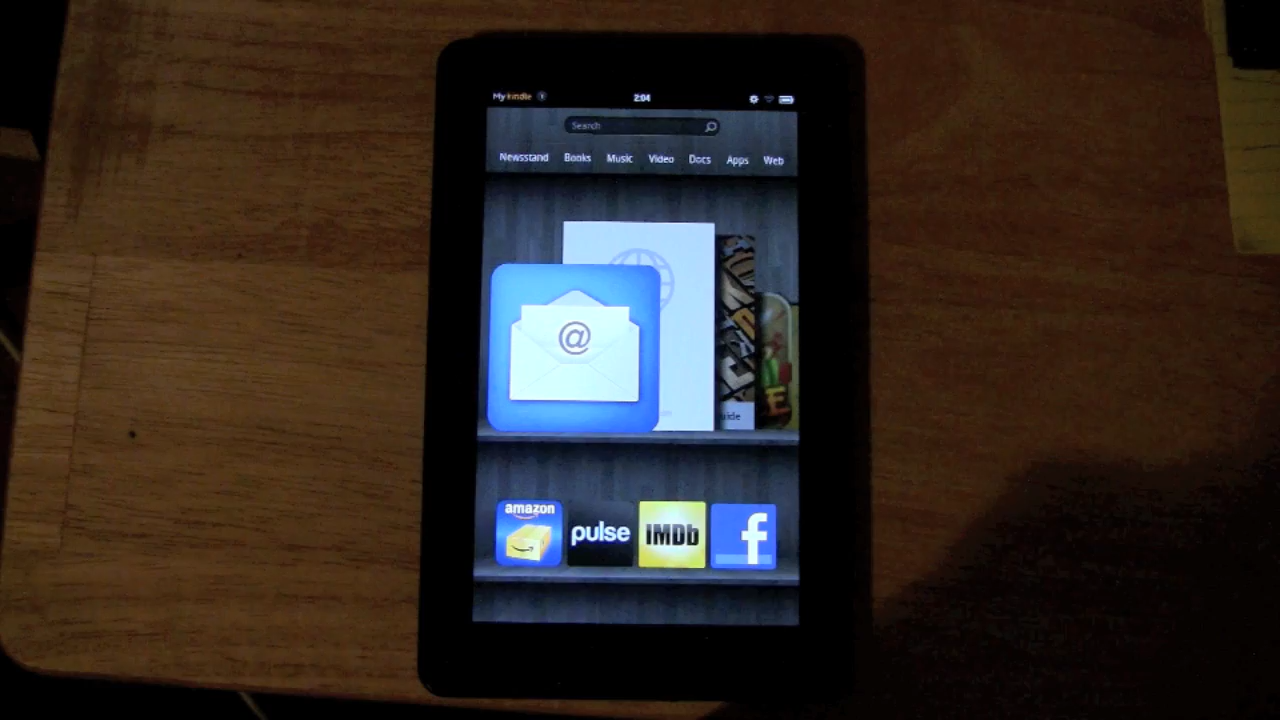 My kindle 2:04
Search
Newsstand Books Music Video Docs Apps Web
@
amazon pulse IMDb f